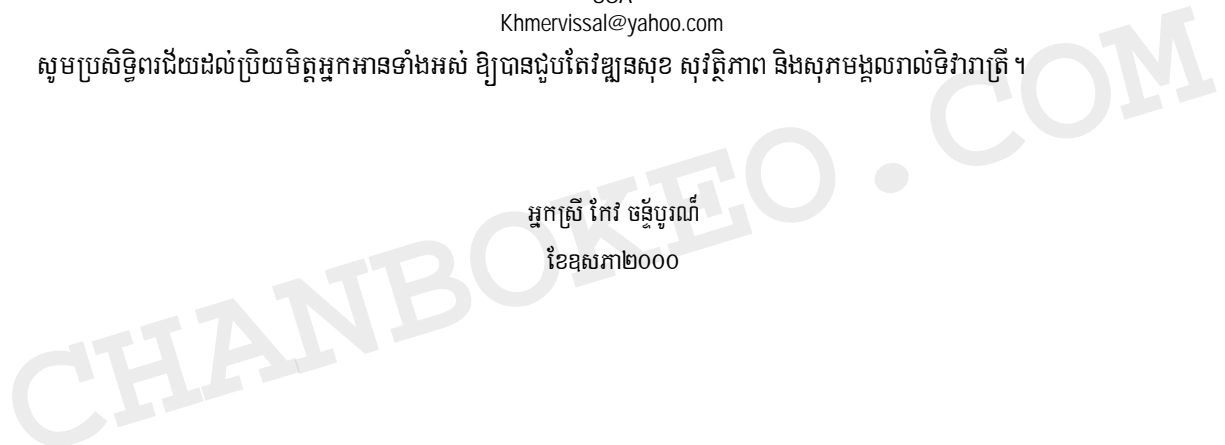 Khmervissal@yahoo.com
សូមប្រសិទ្ធិពរជ័យដល់ប្រិយមិត្តអ្នកអានទាំងអស់ ឱ្យបានជួបតែវឌ្ឍនសុខ សុវត្ថិភាព និងសុភមង្គលរាល់ទិវារាត្រី ។
អ្នកស្រី កែវ ចន្ទ័បូរណ៍
ខែឧសភា២០០០
CHANBOKEO.COM